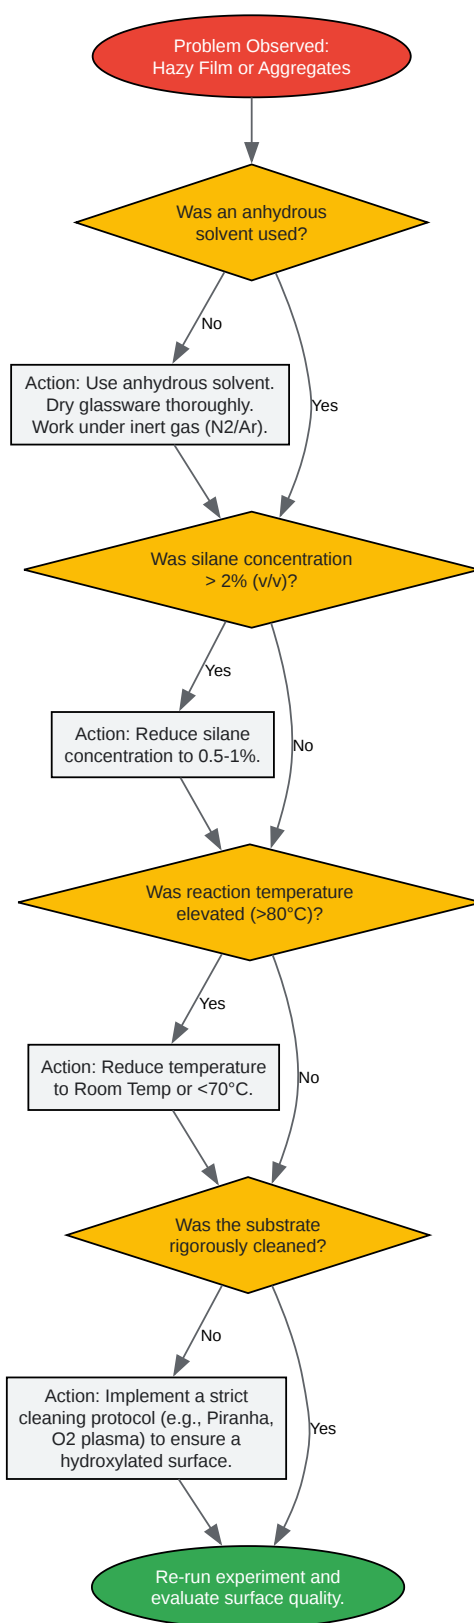 Problem Observed:
Hazy Film or Aggregates
Was an anhydrous
solvent used?
No
Yes
Action: Use anhydrous solvent.
Dry glassware thoroughly.
Work under inert gas (N2/Ar).
Was silane concentration
> 2% (v/v)?
Yes
No
Action: Reduce silane
concentration to 0.5-1%.
Was reaction temperature
elevated (>80°C)?
Yes
No
Action: Reduce temperature
to Room Temp or <70°C.
Was the substrate
rigorously cleaned?
No
Yes
Action: Implement a strict
cleaning protocol (e.g., Piranha,
O2 plasma) to ensure a
hydroxylated surface.
Re-run experiment and
evaluate surface quality.